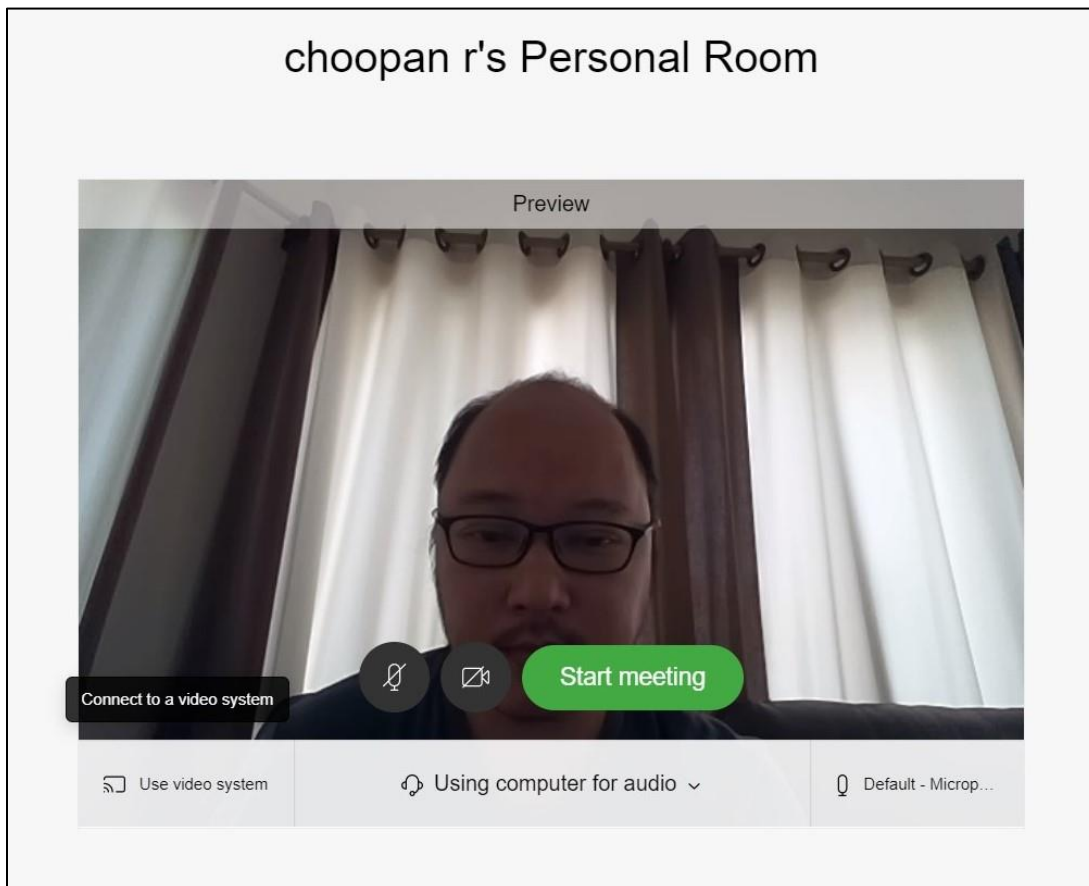 choopan r's Personal Room
Preview
Start meeting
Connect to a video system
Use video system
Using computer for audio
Default - Microp...